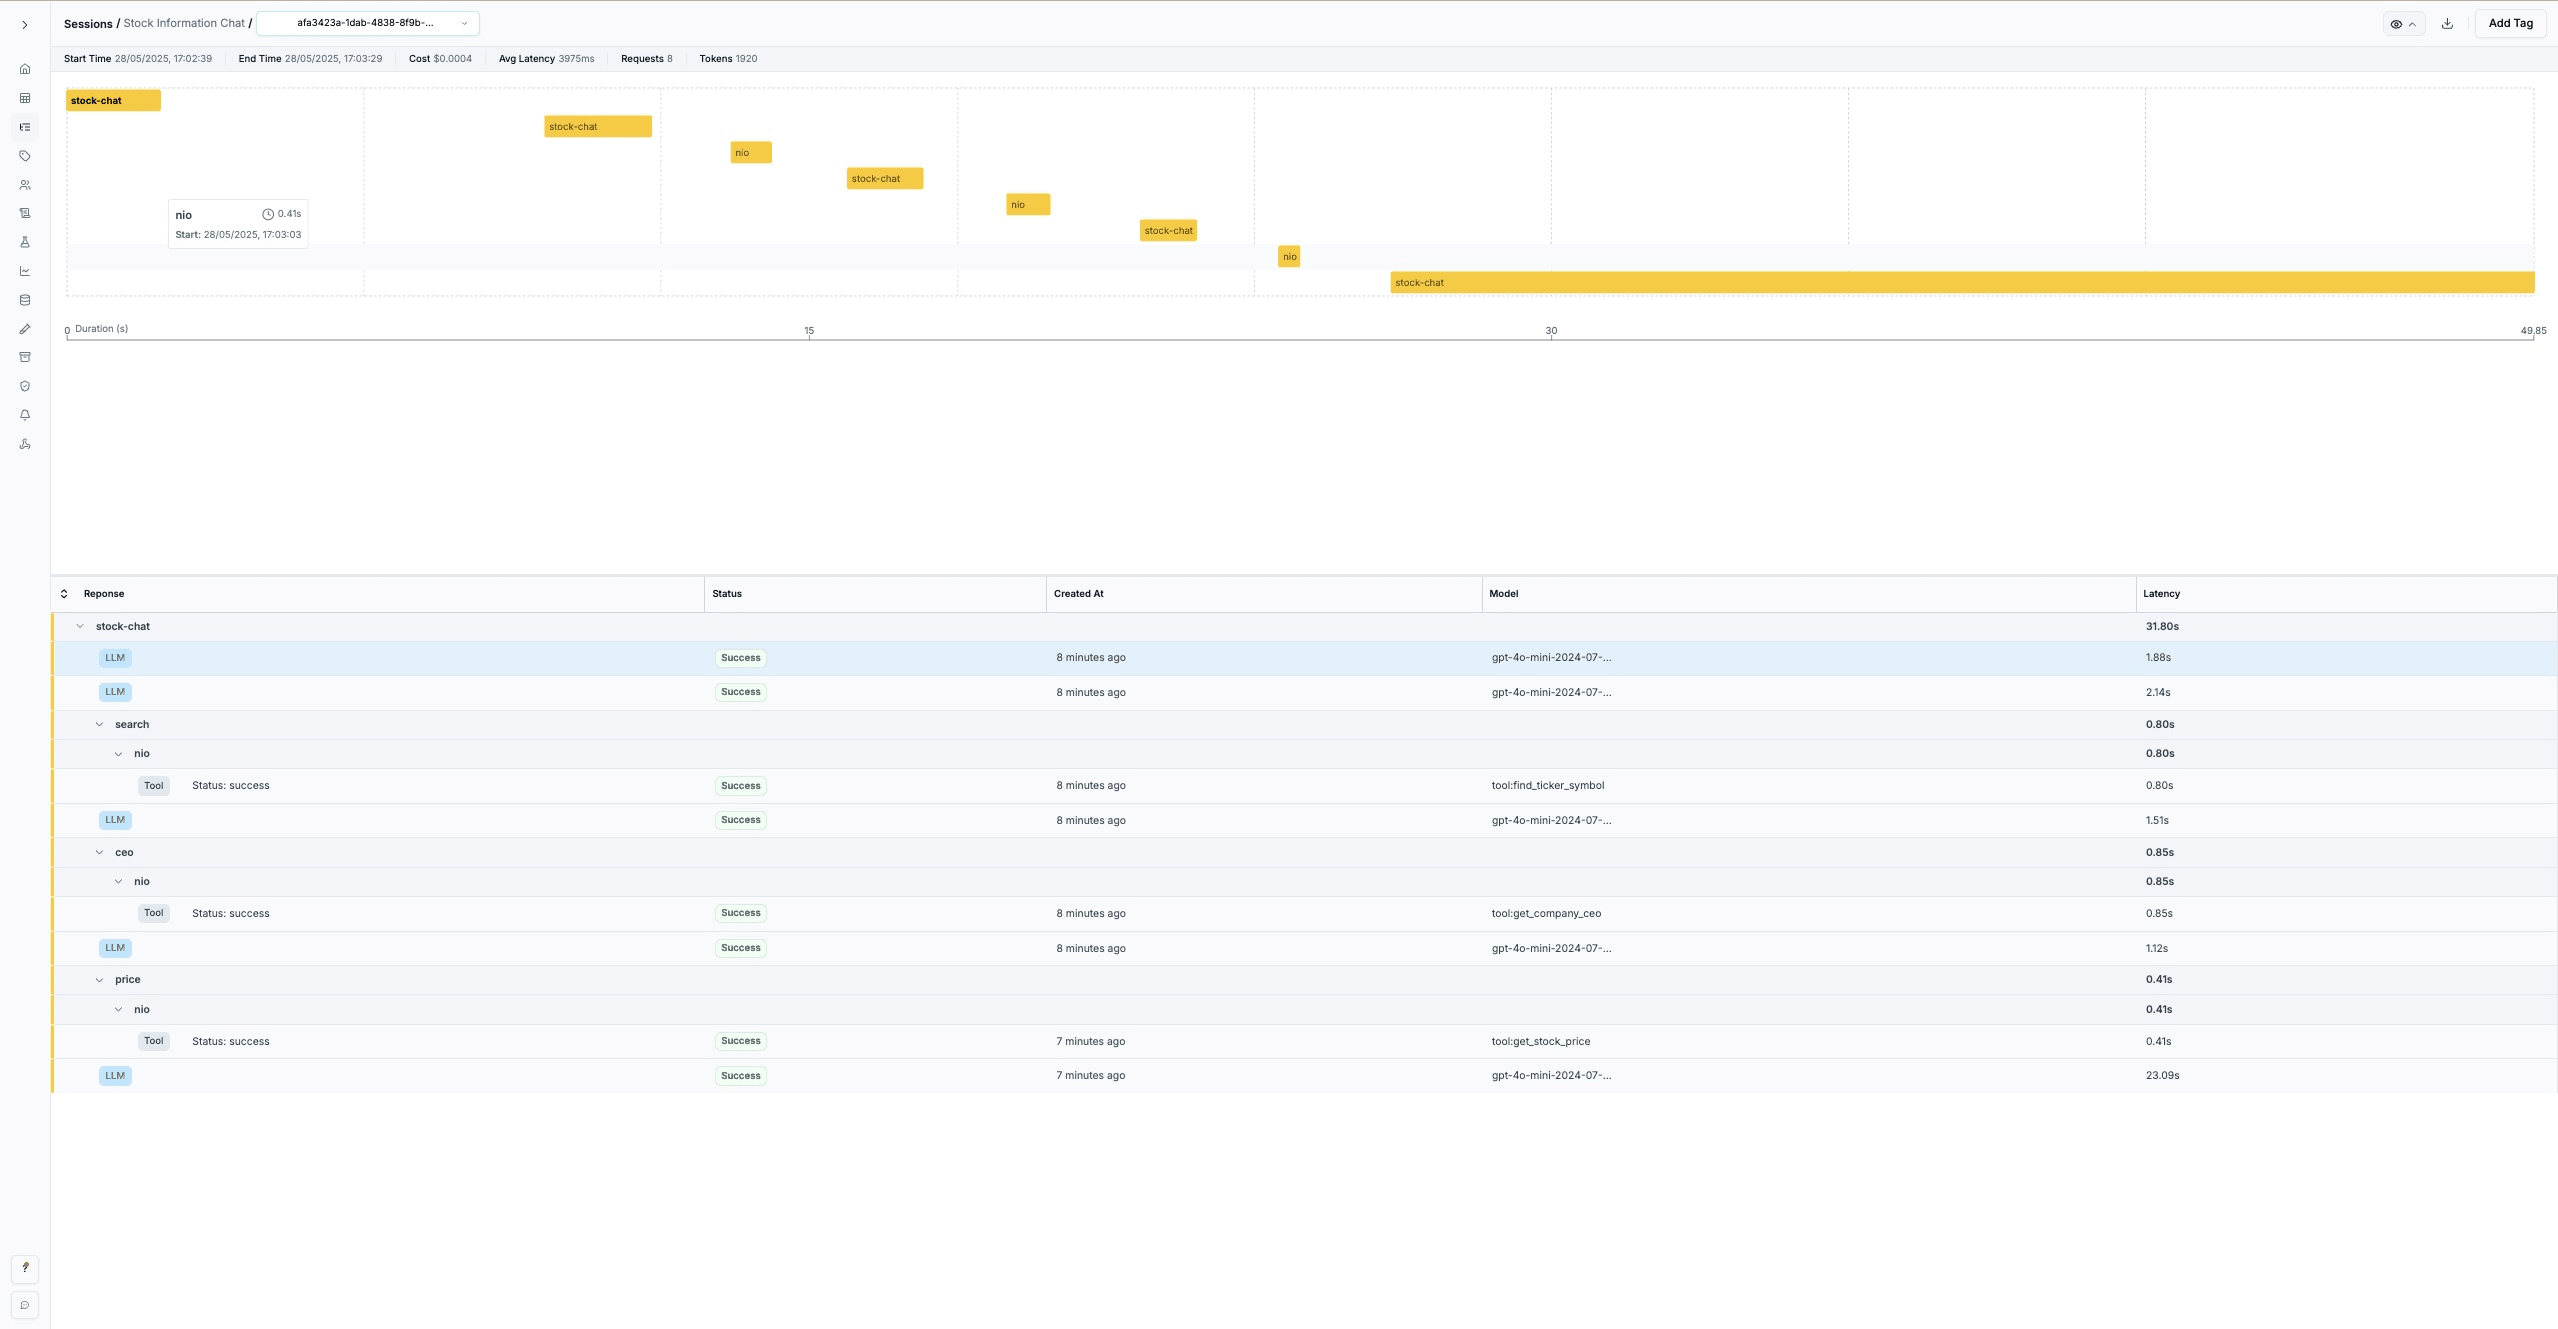 Sessions / Stock Information Chat / afa3423a-1dab-4838-8f9b-... Add Tag
Start Time 28/05/2025, 17:02:39 End Time 28/05/2025, 17:03:29 Cost $0.0004 Avg Latency 3975ms Requests 8 Tokens 1920
stock-chat
stock-chat
nio
stock-chat
nio
nio 0.41s
Start: 28/05/2025, 17:03:03
stock-chat
nio
stock-chat
0 Duration (s) 15 30 49.85
Reponse Status Created At Model Latency
stock-chat 31.80s
LLM Success 8 minutes ago gpt-4o-mini-2024-07-... 1.88s
LLM Success 8 minutes ago gpt-4o-mini-2024-07-... 2.14s
search 0.80s
nio 0.80s
Tool Status: success Success 8 minutes ago tool:find_ticker_symbol 0.80s
LLM Success 8 minutes ago gpt-4o-mini-2024-07-... 1.51s
ceo 0.85s
nio 0.85s
Tool Status: success Success 8 minutes ago tool:get_company_ceo 0.85s
LLM Success 8 minutes ago gpt-4o-mini-2024-07-... 1.12s
price 0.41s
nio 0.41s
Tool Status: success Success 7 minutes ago tool:get_stock_price 0.41s
LLM Success 7 minutes ago gpt-4o-mini-2024-07-... 23.09s
?